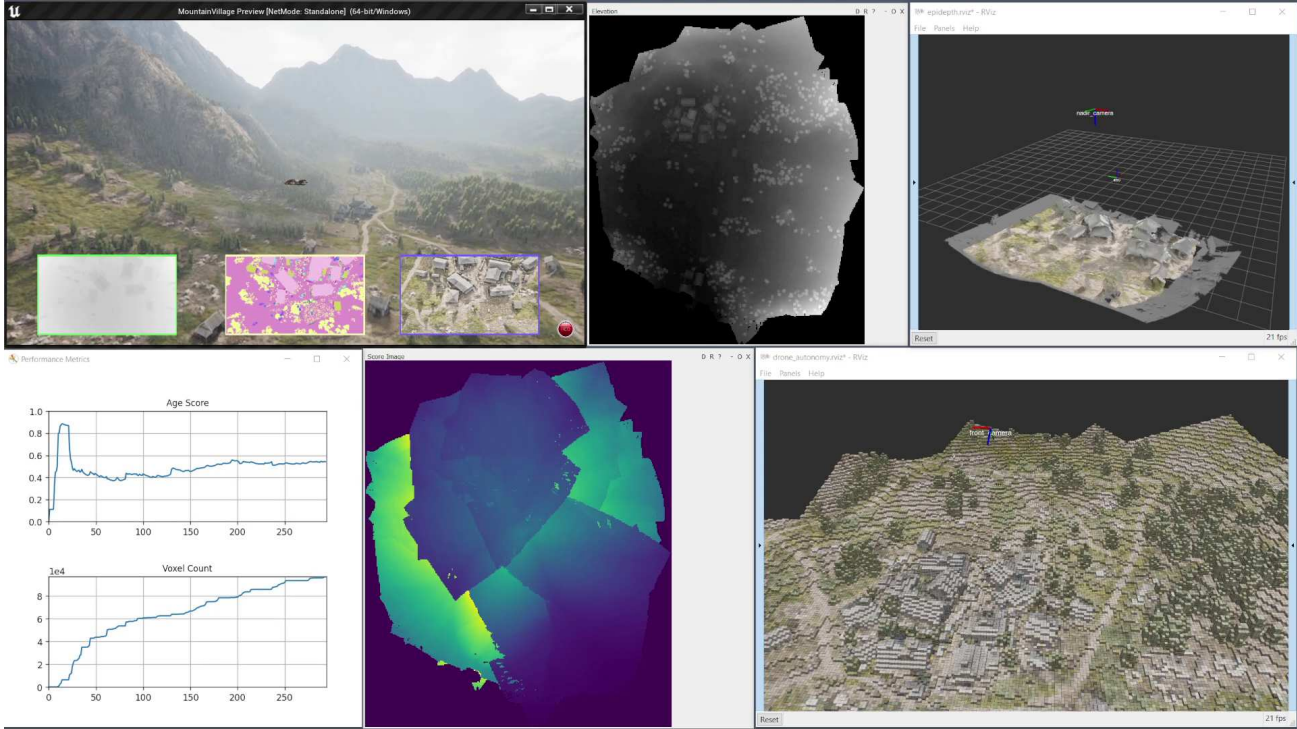 MountainVillage Preview [NetMode: Standalone] (64-bit/Windows)
Elevation
D R ? - O X
epidepth.rviz* - RViz
File Panels Help
nadir_camera
Reset
21 fps
Performance Metrics
Age Score
1.0
0.8
0.6
0.4
0.2
0.0
0 50 100 150 200 250
Voxel Count
1e4
8
6
4
2
0
0 50 100 150 200 250
Score Image
D R ? - O X
drone_autonomy.rviz* - RViz
File Panels Help
front_camera
Reset
21 fps